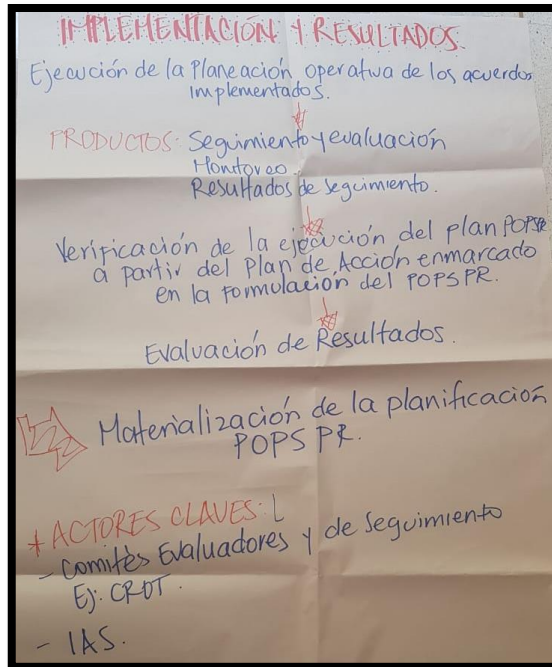 IMPLEMENTACIÓN Y RESULTADOS.
Ejecución de la Planeación operativa de los acuerdos
implementados.
PRODUCTOS: Seguimiento y evaluación
Monitoreo.
Resultados de seguimiento.
Verificación de la ejecución del plan POPSPR
a partir del Plan de Acción enmarcado
en la formulación del POPSPR.
Evaluación de Resultados.
Materialización de la planificación
POPSPR.
+ ACTORES CLAVES:
- Comités Evaluadores y de Seguimiento
Ej: CROT.
- IAS.